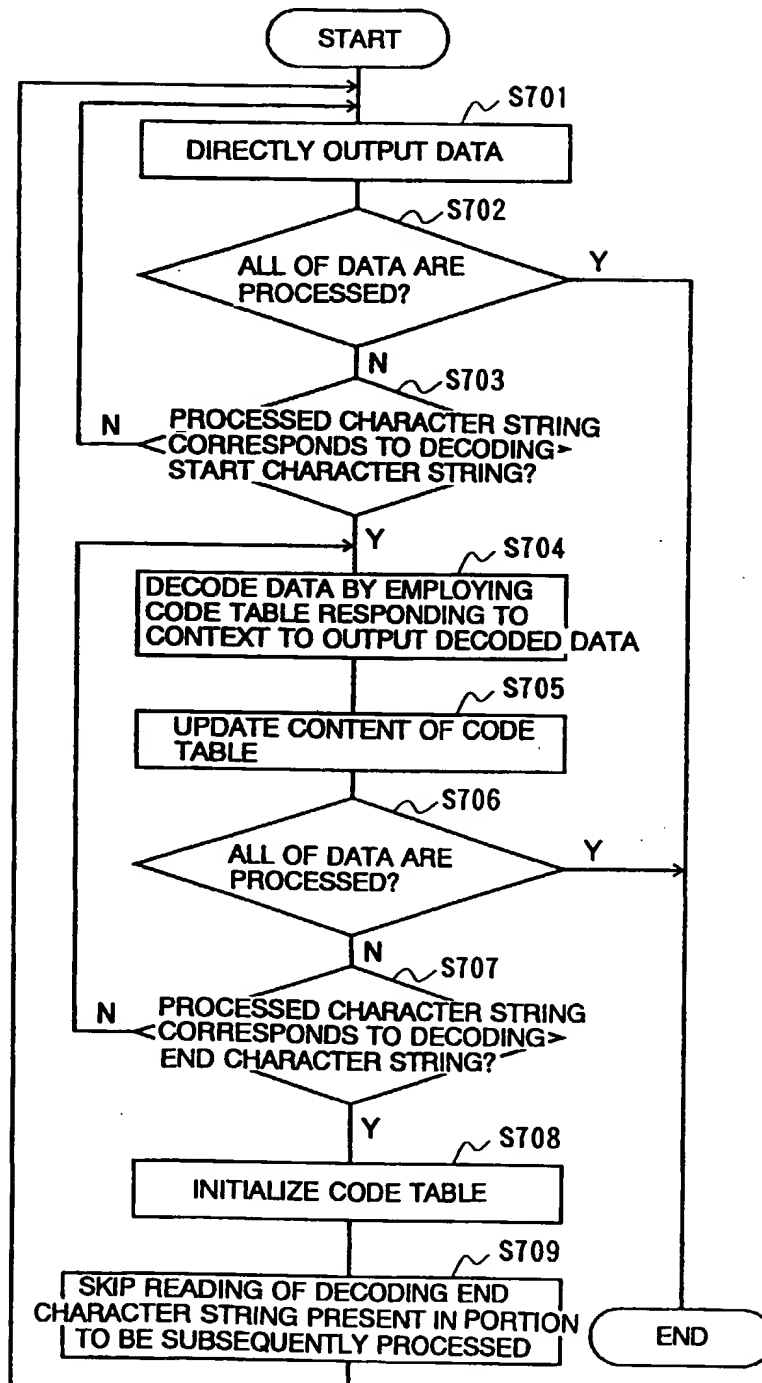 START
S701
DIRECTLY OUTPUT DATA
S702
ALL OF DATA ARE
PROCESSED?
Y
N
S703
PROCESSED CHARACTER STRING
CORRESPONDS TO DECODING
START CHARACTER STRING?
N
Y
S704
DECODE DATA BY EMPLOYING
CODE TABLE RESPONDING TO
CONTEXT TO OUTPUT DECODED DATA
S705
UPDATE CONTENT OF CODE
TABLE
S706
ALL OF DATA ARE
PROCESSED?
Y
N
S707
PROCESSED CHARACTER STRING
CORRESPONDS TO DECODING
END CHARACTER STRING?
N
Y
S708
INITIALIZE CODE TABLE
S709
SKIP READING OF DECODING END
CHARACTER STRING PRESENT IN PORTION
TO BE SUBSEQUENTLY PROCESSED
END